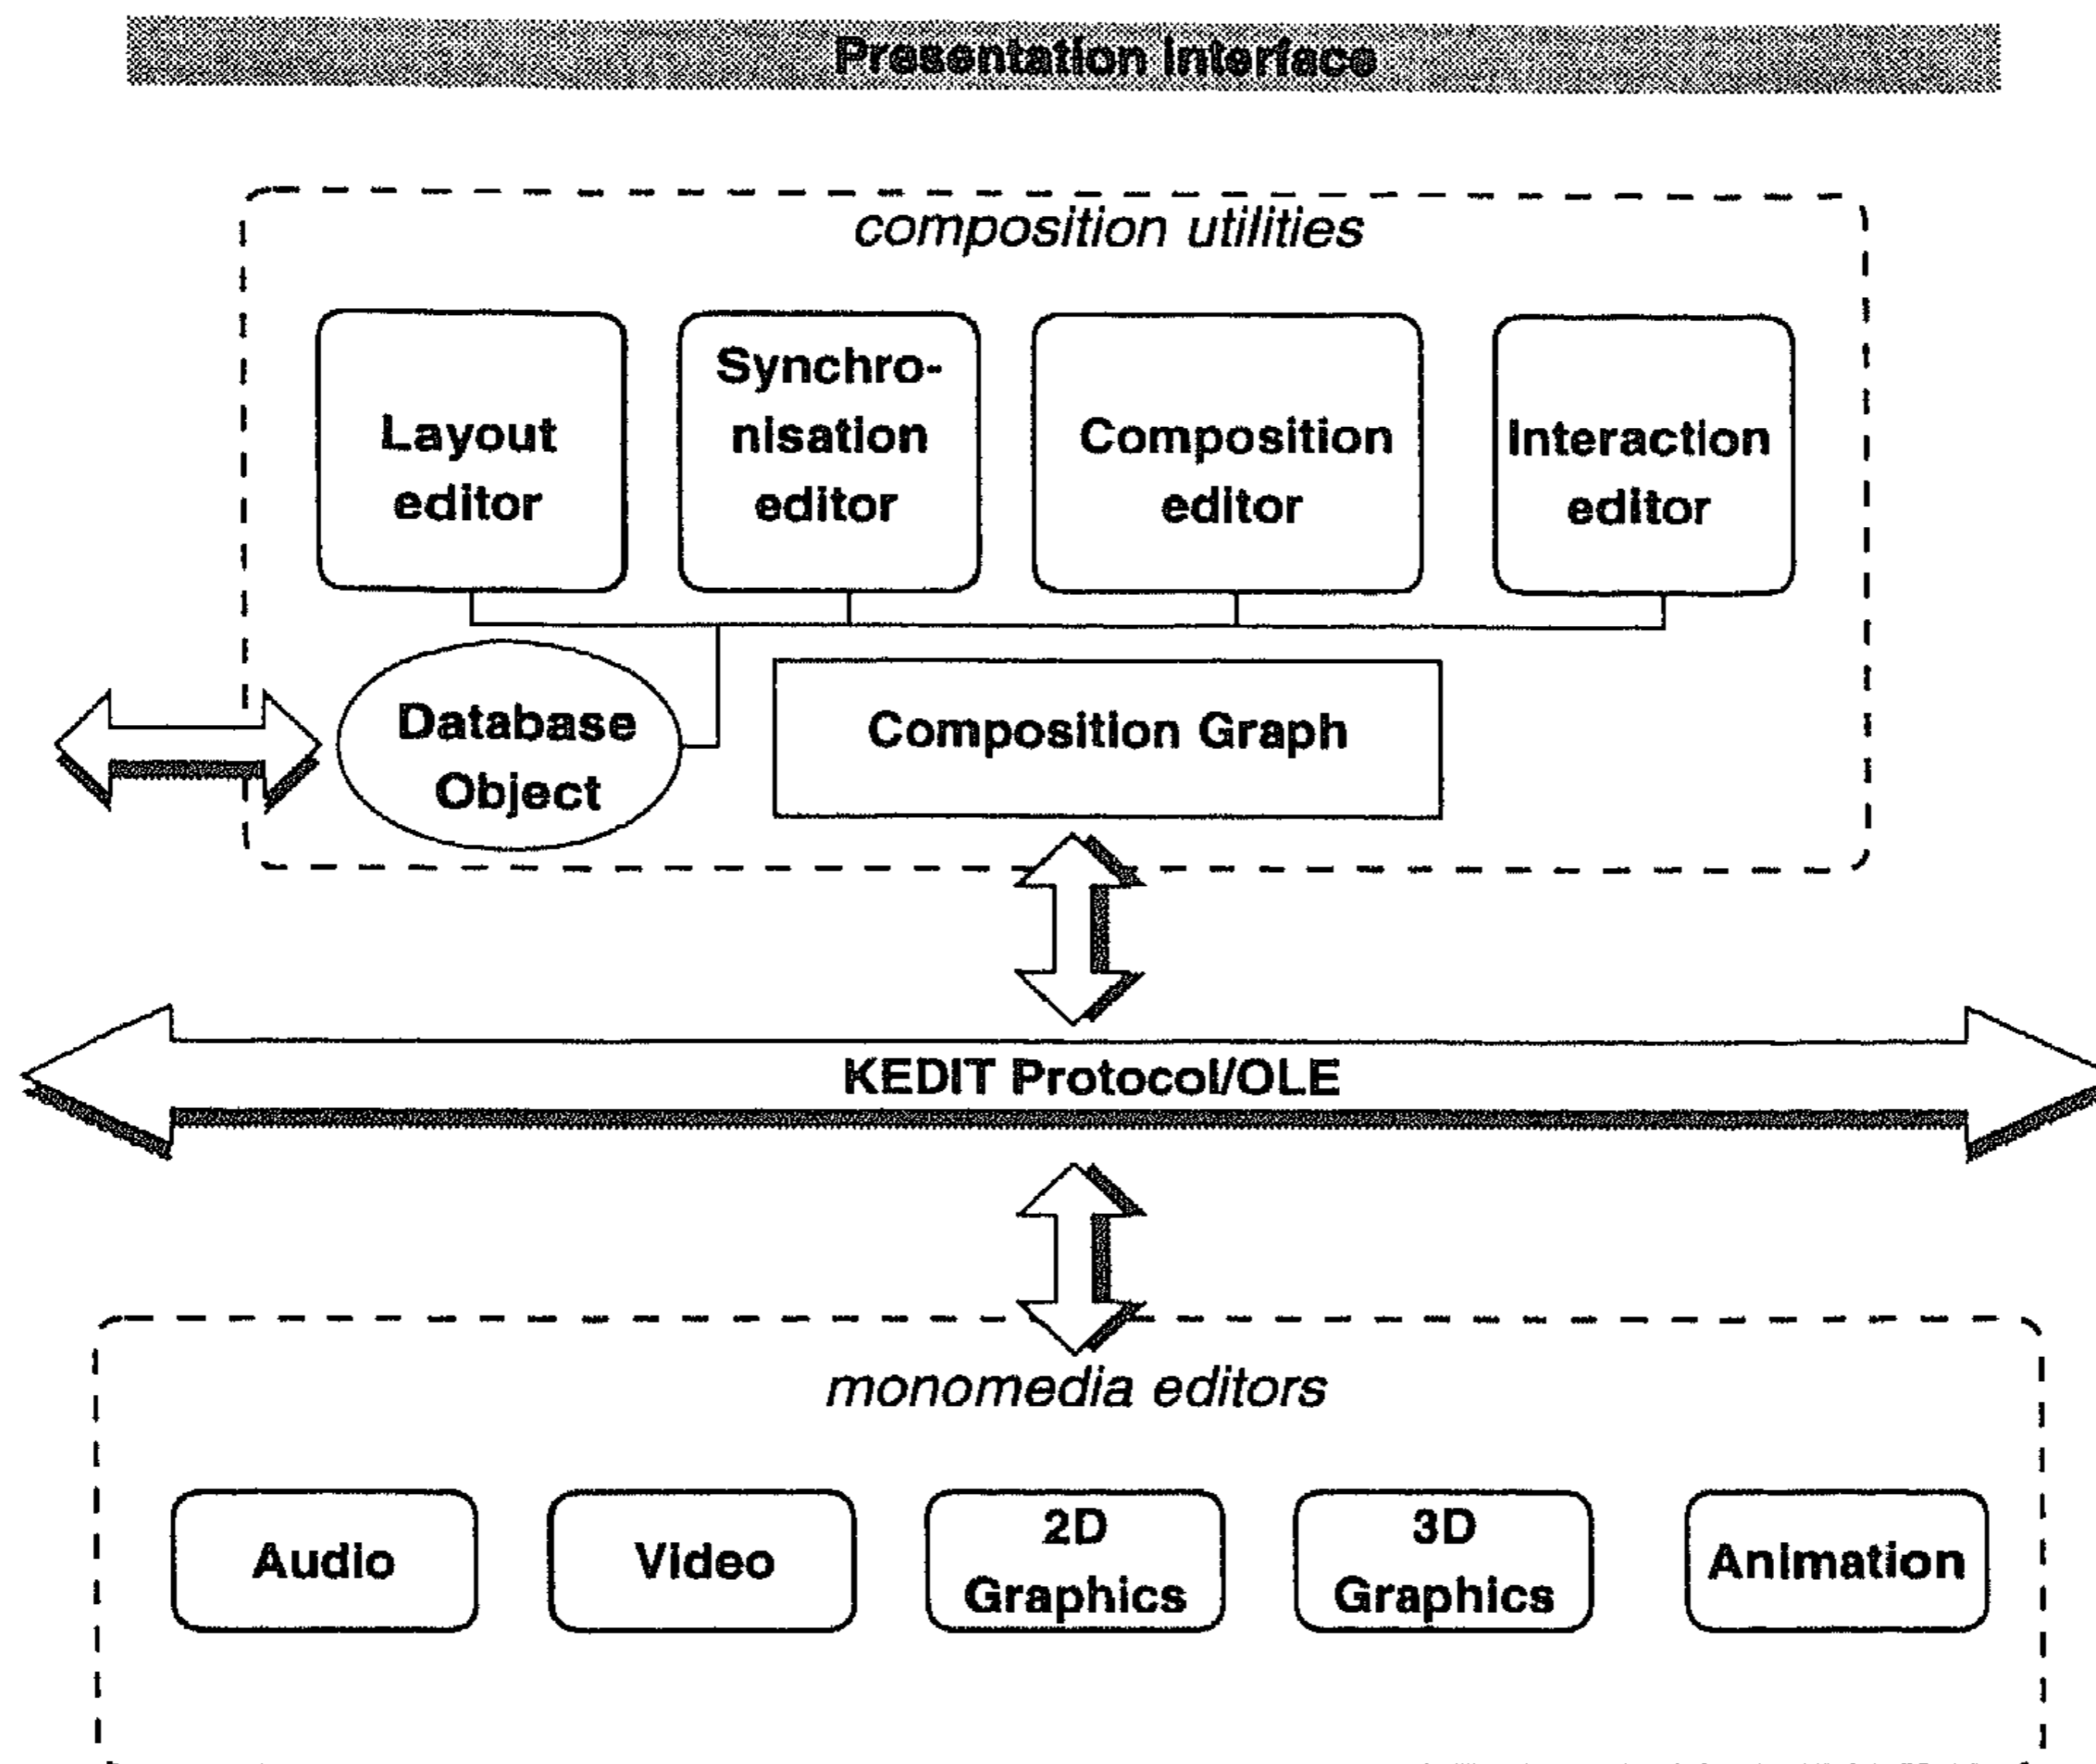 Presentation Interface
composition utilities
Layout
editor
Synchro-
nisation
editor
Composition
editor
Interaction
editor
Database
Object
Composition Graph
KEDIT Protocol/OLE
monomedia editors
Audio
Video
2D
Graphics
3D
Graphics
Animation